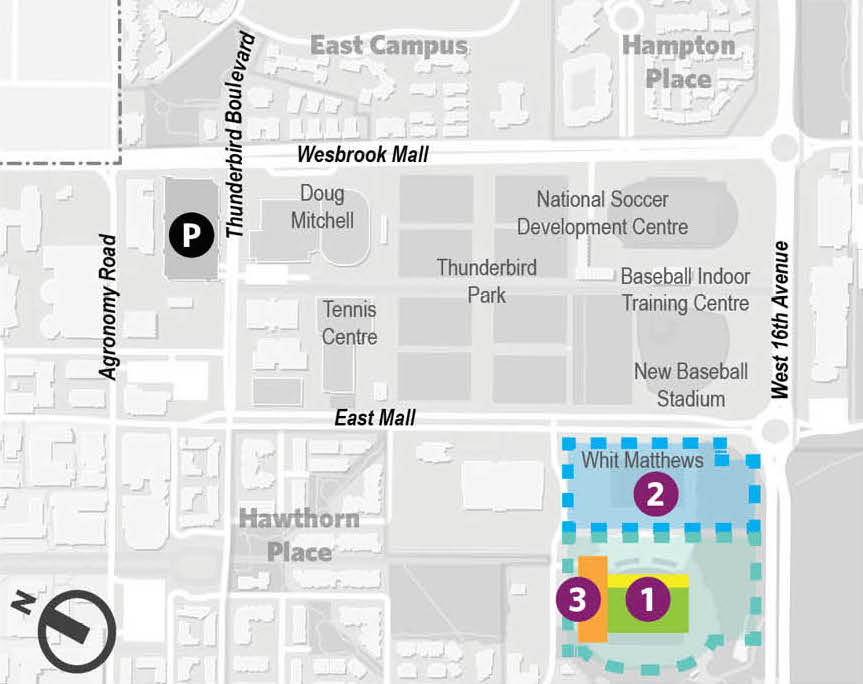 East Campus
Hampton
Place
Thunderbird Boulevard
Wesbrook Mall
Doug
Mitchell
National Soccer
Development Centre
P
Agronomy Road
Thunderbird
Park
Baseball Indoor
Training Centre
West 16th Avenue
Tennis
Centre
New Baseball
Stadium
East Mall
Whit Matthews
2
Hawthorn
Place
3
1
N